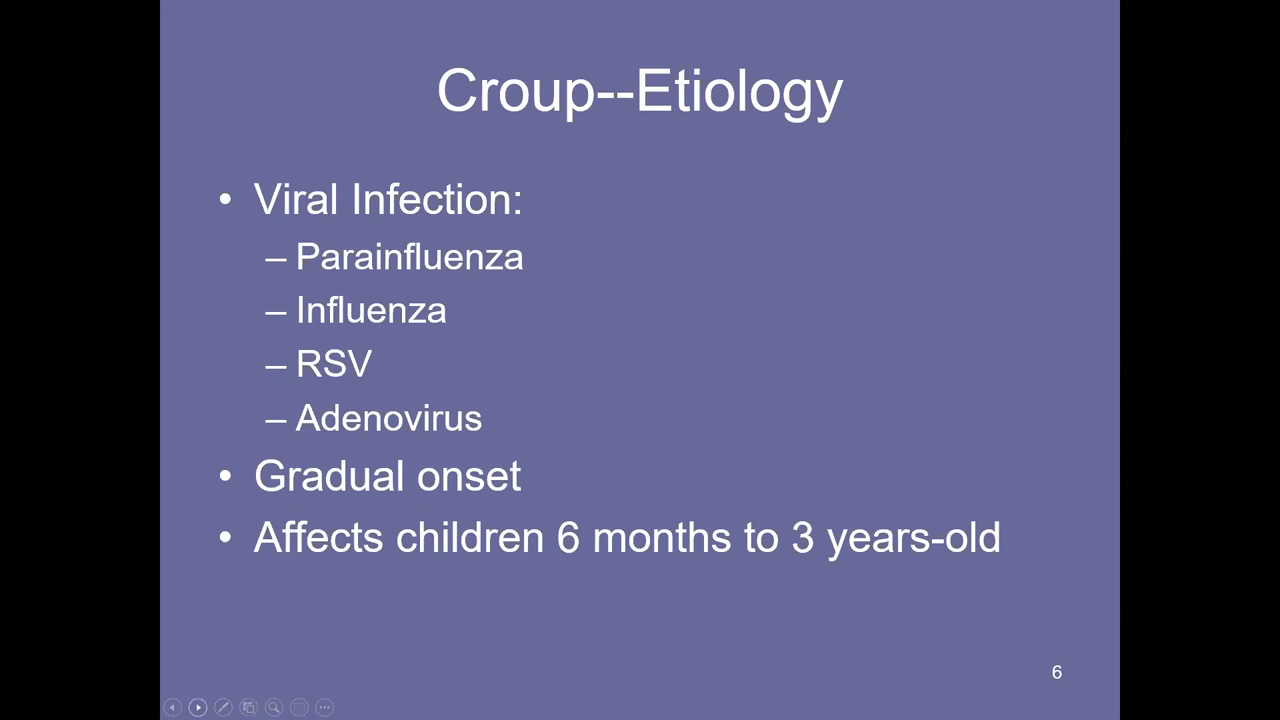 Croup--Etiology
• Viral Infection:
– Parainfluenza
– Influenza
– RSV
– Adenovirus
• Gradual onset
• Affects children 6 months to 3 years-old
6